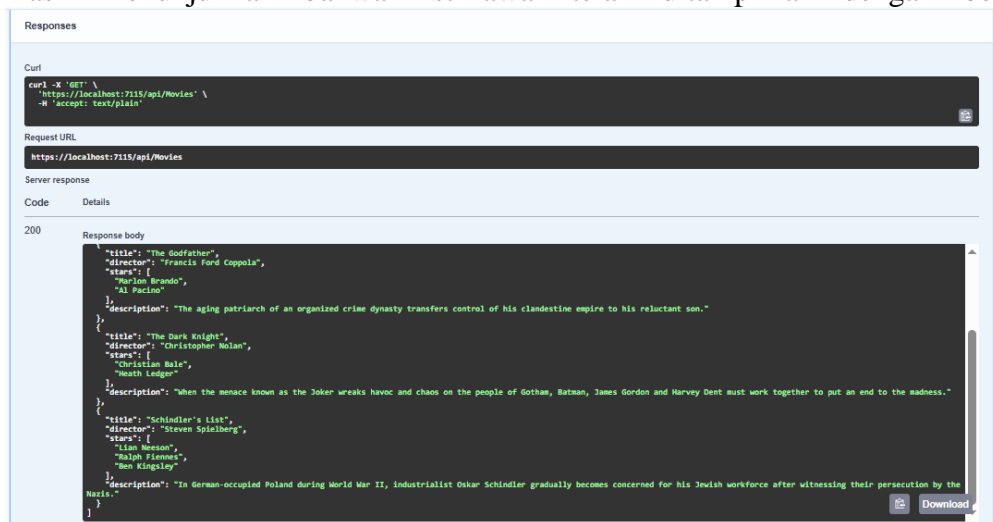 Responses
Curl
curl -X 'GET' \
'https://localhost:7115/api/Movies' \
-H 'accept: text/plain'
Request URL
https://localhost:7115/api/Movies
Server response
Code Details
200
Response body
{
"title": "The Godfather",
"director": "Francis Ford Coppola",
"stars": [
"Marlon Brando",
"Al Pacino"
],
"description": "The aging patriarch of an organized crime dynasty transfers control of his clandestine empire to his reluctant son."
},
{
"title": "The Dark Knight",
"director": "Christopher Nolan",
"stars": [
"Christian Bale",
"Heath Ledger"
],
"description": "When the menace known as the Joker wreaks havoc and chaos on the people of Gotham, Batman, James Gordon and Harvey Dent must work together to put an end to the madness."
},
{
"title": "Schindler's List",
"director": "Steven Spielberg",
"stars": [
"Lian Neeson",
"Ralph Fiennes",
"Ben Kingsley"
],
"description": "In German-occupied Poland during World War II, industrialist Oskar Schindler gradually becomes concerned for his Jewish workforce after witnessing their persecution by the
Nazis."
}
]
Download